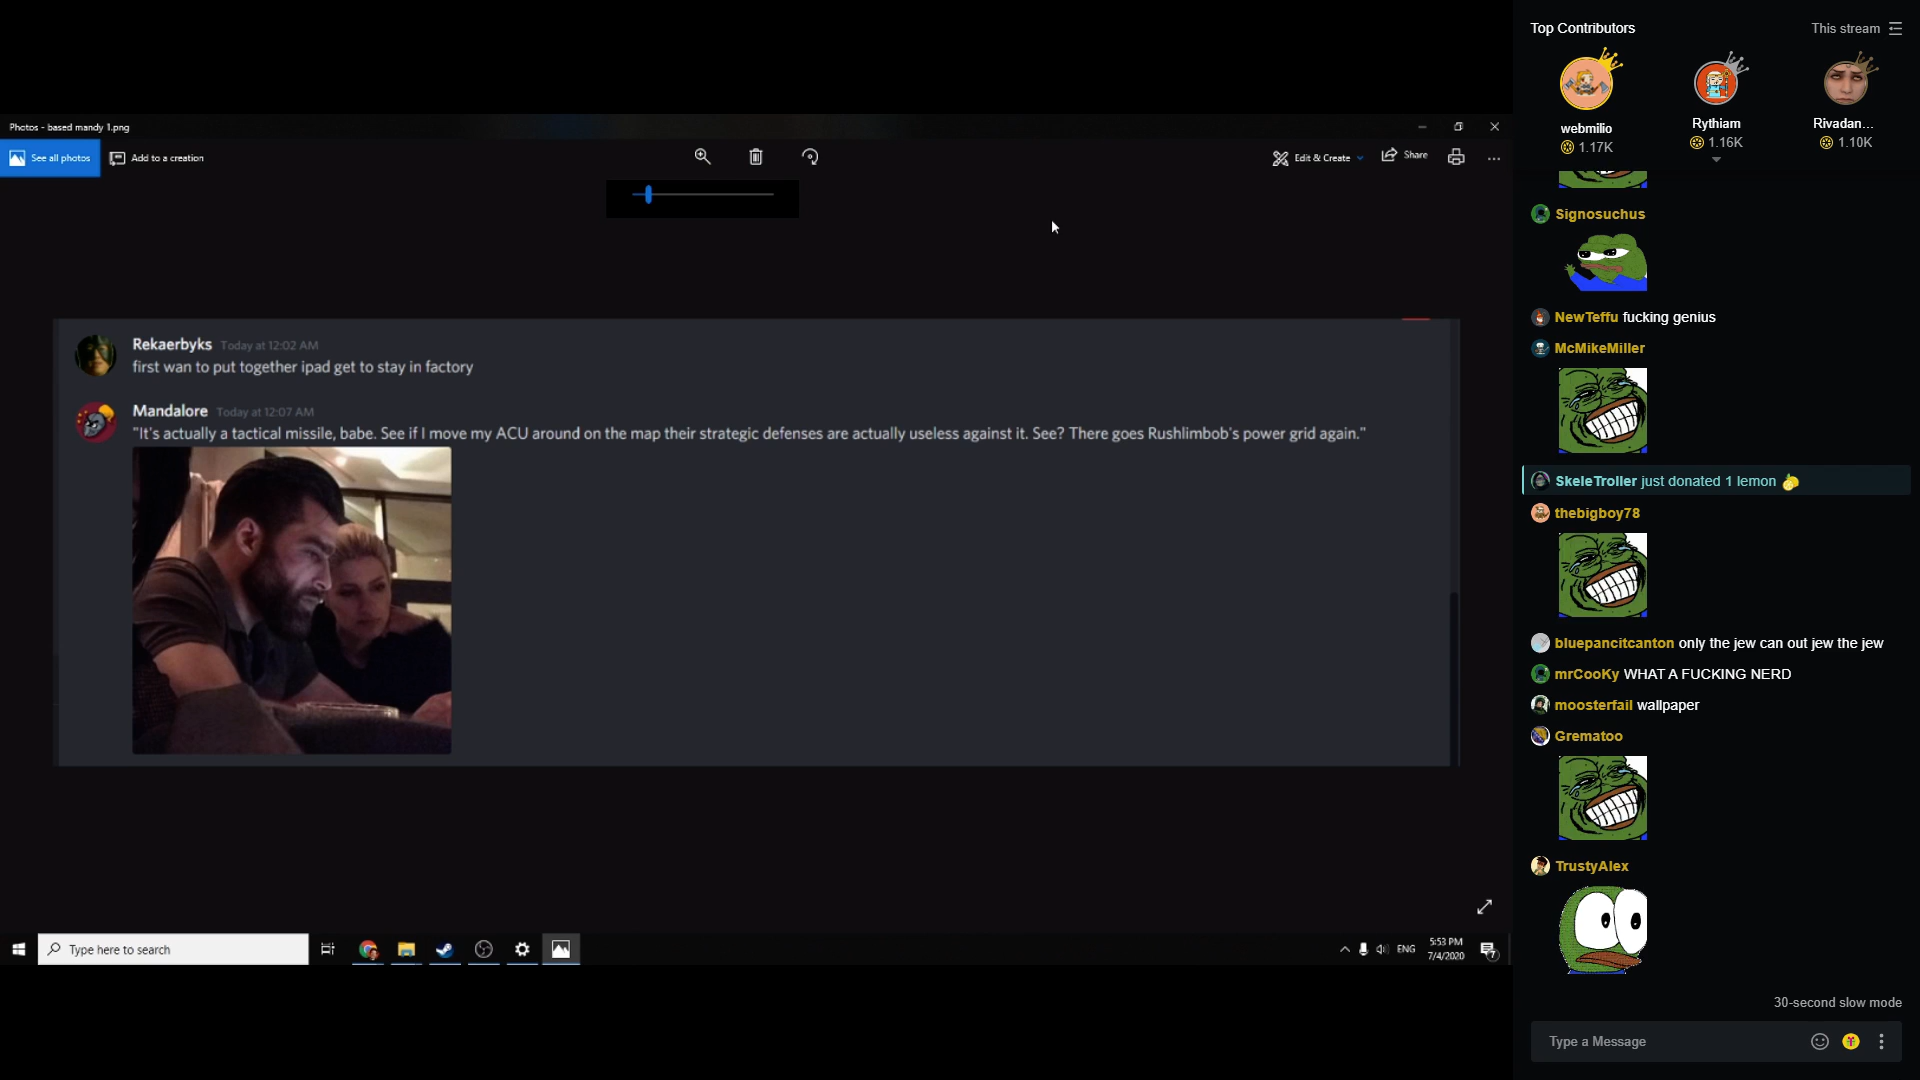 Photos - based mandy 1.png
See all photos
Add to a creation
Edit & Create
Share
Rekaerbyks Today at 12:02 AM
first wan to put together ipad get to stay in factory
Mandalore Today at 12:07 AM
"It's actually a tactical missile, babe. See if I move my ACU around on the map their strategic defenses are actually useless against it. See? There goes Rushlimbob's power grid again."
Type here to search
ENG
5:53 PM
7/4/2020
7
Top Contributors
This stream
webmilio
1.17K
Rythiam
1.16K
Rivadan...
1.10K
Signosuchus
NewTeffu fucking genius
McMikeMiller
SkeleTroller just donated 1 lemon
thebigboy78
bluepancitcanton only the jew can out jew the jew
mrCooKy WHAT A FUCKING NERD
moosterfail wallpaper
Grematoo
TrustyAlex
30-second slow mode
Type a Message